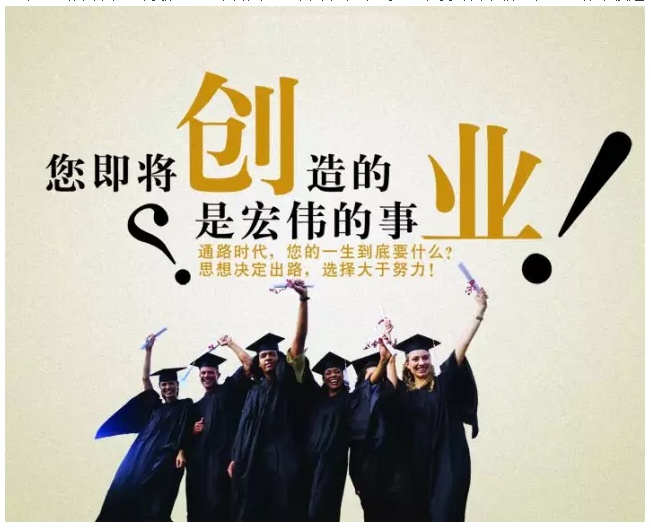 您即将创造的
是宏伟的事业！
？
通路时代，您的一生到底要什么？
思想决定出路，选择大于努力！